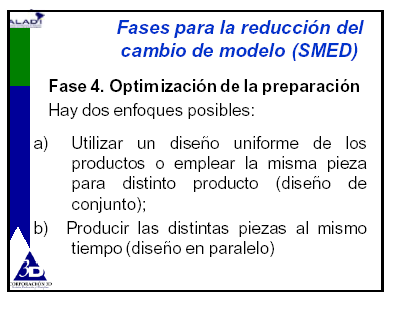 ALADI
Fases para la reducción del
cambio de modelo (SMED)
Fase 4. Optimización de la preparación
Hay dos enfoques posibles:
a) Utilizar un diseño uniforme de los
productos o emplear la misma pieza
para distinto producto (diseño de
conjunto);
b) Producir las distintas piezas al mismo
tiempo (diseño en paralelo)
3D
CORPORACION 3D